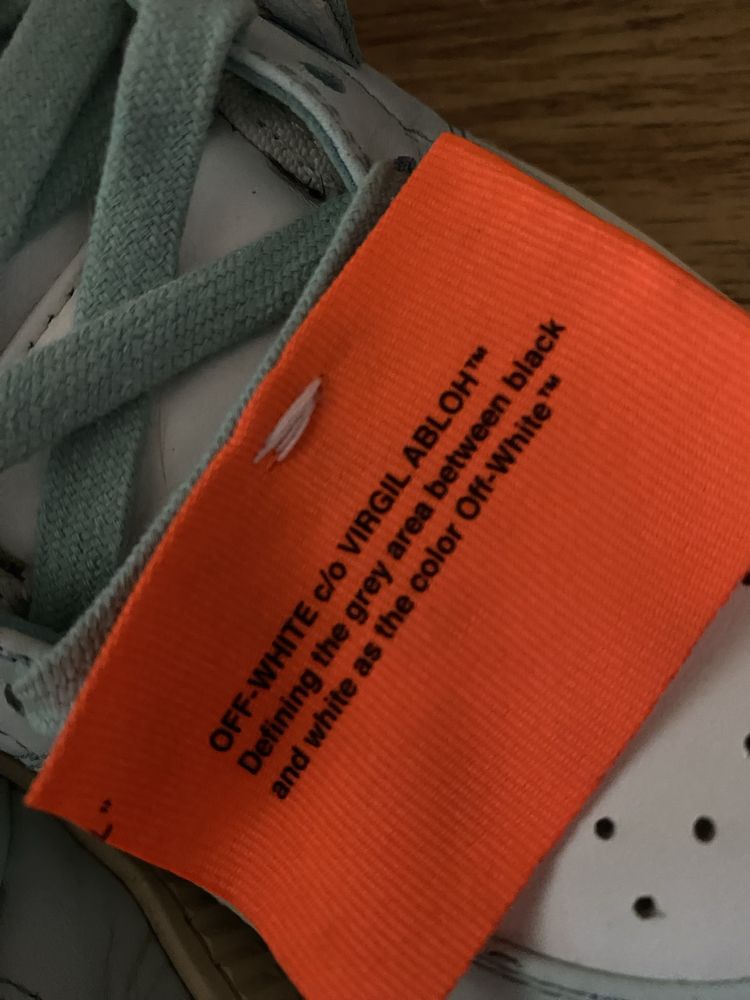 OFF-WHITE c/o VIRGIL ABLOH™
Defining the grey area between black
and white as the color Off-White™
L”